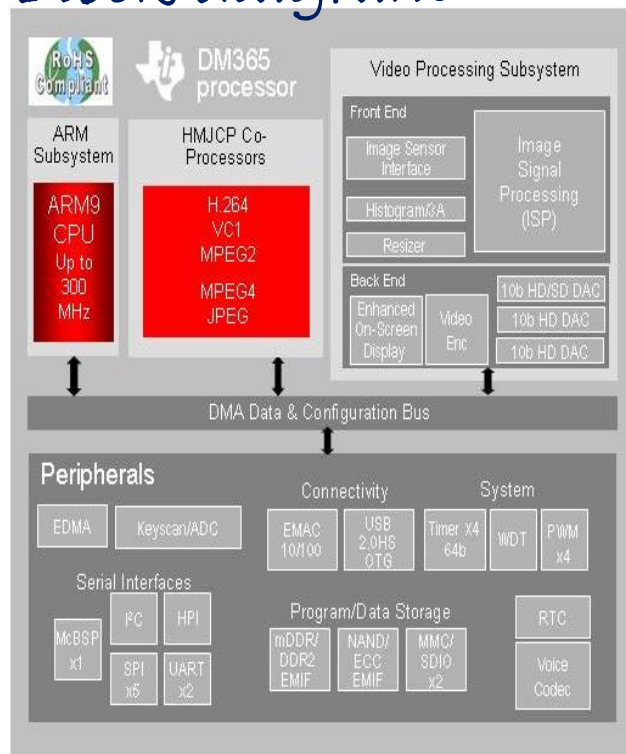 RoHS
Compliant
DM365
processor
ARM
Subsystem
ARM9
CPU
Up to
300
MHz
HMJCP Co-
Processors
H.264
VC1
MPEG2
MPEG4
JPEG
Video Processing Subsystem
Front End
Image Sensor
Interface
Histogram/3A
Resizer
Image
Signal
Processing
(ISP)
Back End
Enhanced
On-Screen
Display
Video
Enc
10b HD/SD DAC
10b HD DAC
10b HD DAC
DMA Data & Configuration Bus
Peripherals
EDMA
Keyscan/ADC
Connectivity
EMAC
10/100
USB
2.0HS
OTG
System
Timer x4
64b
WDT
PWM
x4
Serial Interfaces
McBSP
x1
I²C
HPI
SPI
x5
UART
x2
Program/Data Storage
mDDR/
DDR2
EMIF
NAND/
ECC
EMIF
MMC/
SDIO
x2
RTC
Voice
Codec